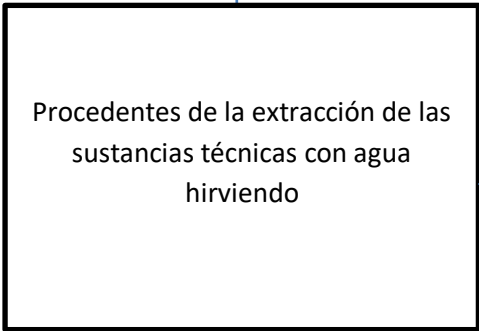 Procedentes de la extracción de las
sustancias técnicas con agua
hirviendo